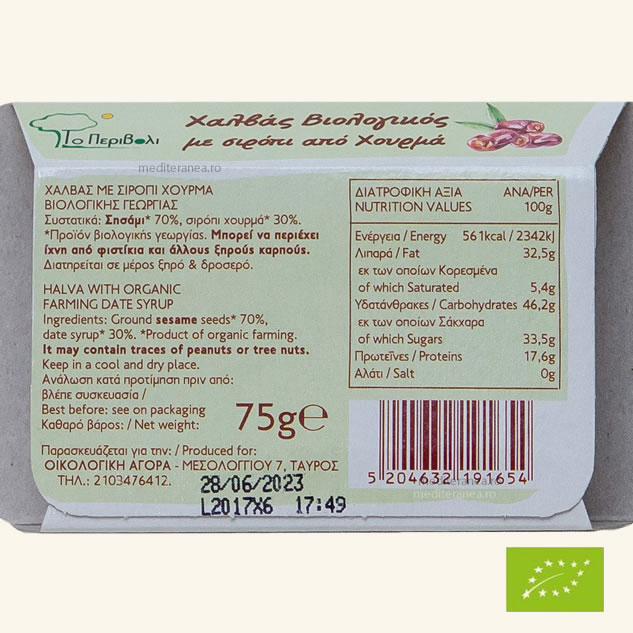 Το Περιβολι
Χαλβάς Βιολογικός
με σιρόπι από Χουρμά
mediteranea.ro
ΧΑΛΒΑΣ ΜΕ ΣΙΡΟΠΙ ΧΟΥΡΜΑ
ΒΙΟΛΟΓΙΚΗΣ ΓΕΩΡΓΙΑΣ
Συστατικά: Σησάμι* 70%, σιρόπι χουρμά* 30%.
*Προϊόν βιολογικής γεωργίας. Μπορεί να περιέχει
ίχνη από φιστίκια και άλλους ξηρούς καρπούς.
Διατηρείται σε μέρος ξηρό & δροσερό.
HALVA WITH ORGANIC
FARMING DATE SYRUP
Ingredients: Ground sesame seeds* 70%,
date syrup* 30%. *Product of organic farming.
It may contain traces of peanuts or tree nuts.
Keep in a cool and dry place.
Ανάλωση κατά προτίμηση πριν από:
βλέπε συσκευασία /
Best before: see on packaging
Καθαρό βάρος: / Net weight: 75g℮
Παρασκευάζεται για την: / Produced for:
ΟΙΚΟΛΟΓΙΚΗ ΑΓΟΡΑ - ΜΕΣΟΛΟΓΓΙΟΥ 7, ΤΑΥΡΟΣ
ΤΗΛ.: 2103476412.
28/06/2023
L2017X6 17:49
ΔΙΑΤΡΟΦΙΚΗ ΑΞΙΑ ΑΝΑ/PER
NUTRITION VALUES 100g
Ενέργεια / Energy 561kcal / 2342kJ
Λιπαρά / Fat 32,5g
εκ των οποίων Κορεσμένα
of which Saturated 5,4g
Υδατάνθρακες / Carbohydrates 46,2g
εκ των οποίων Σάκχαρα
of which Sugars 33,5g
Πρωτεΐνες / Proteins 17,6g
Αλάτι / Salt 0g
5 204632 191654
mediteranea.ro